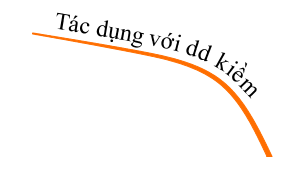 Tác dụng với dd kiềm